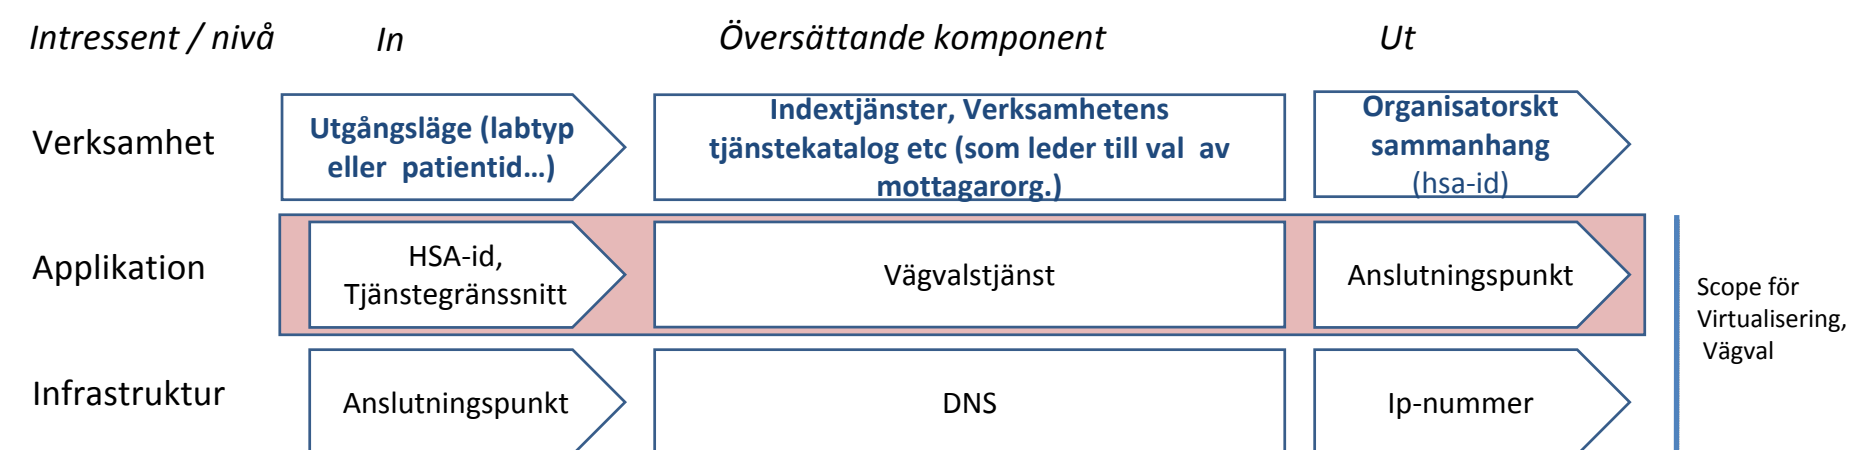 Intressent / nivå In Översättande komponent Ut
Verksamhet
Utgångsläge (labtyp
eller patientid...)
Indextjänster, Verksamhetens
tjänstekatalog etc (som leder till val av
mottagarorg.)
Organisatorskt
sammanhang
(hsa-id)
Applikation
HSA-id,
Tjänstegränssnitt
Vägvalstjänst
Anslutningspunkt
Scope för
Virtualisering,
Vägval
Infrastruktur
Anslutningspunkt
DNS
Ip-nummer